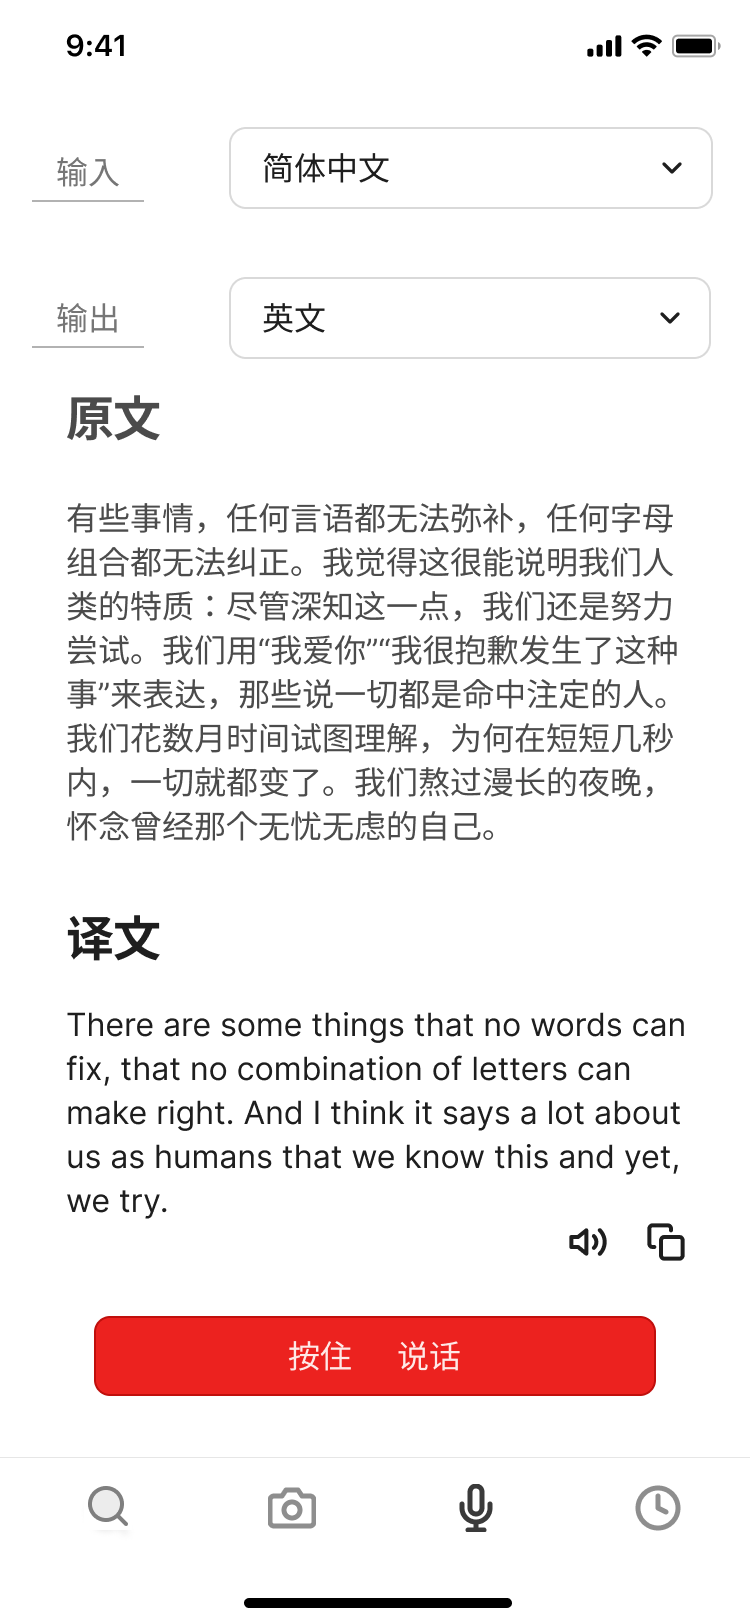 9:41
输入
简体中文
输出
英文
原文
有些事情，任何言语都无法弥补，任何字母
组合都无法纠正。我觉得这很能说明我们人
类的特质：尽管深知这一点，我们还是努力
尝试。我们用“我爱你”“我很抱歉发生了这种
事”来表达，那些说一切都是命中注定的人。
我们花数月时间试图理解，为何在短短几秒
内，一切就都变了。我们熬过漫长的夜晚，
怀念曾经那个无忧无虑的自己。
译文
There are some things that no words can
fix, that no combination of letters can
make right. And I think it says a lot about
us as humans that we know this and yet,
we try.
按住 说话